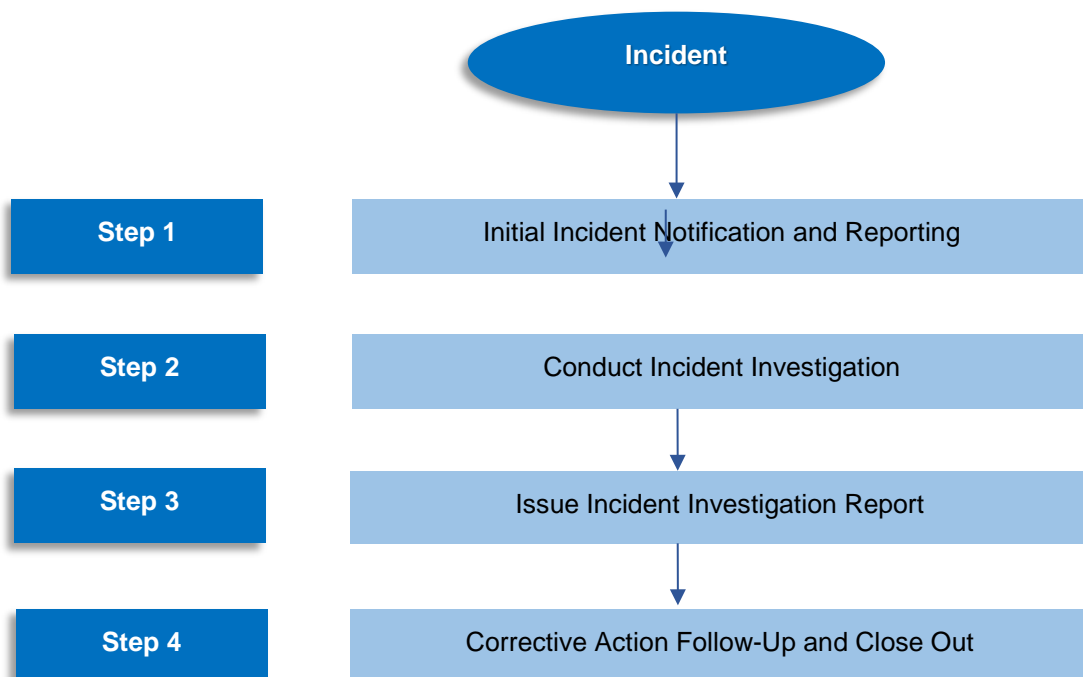 Incident
Step 1
Initial Incident Notification and Reporting
Step 2
Conduct Incident Investigation
Step 3
Issue Incident Investigation Report
Step 4
Corrective Action Follow-Up and Close Out